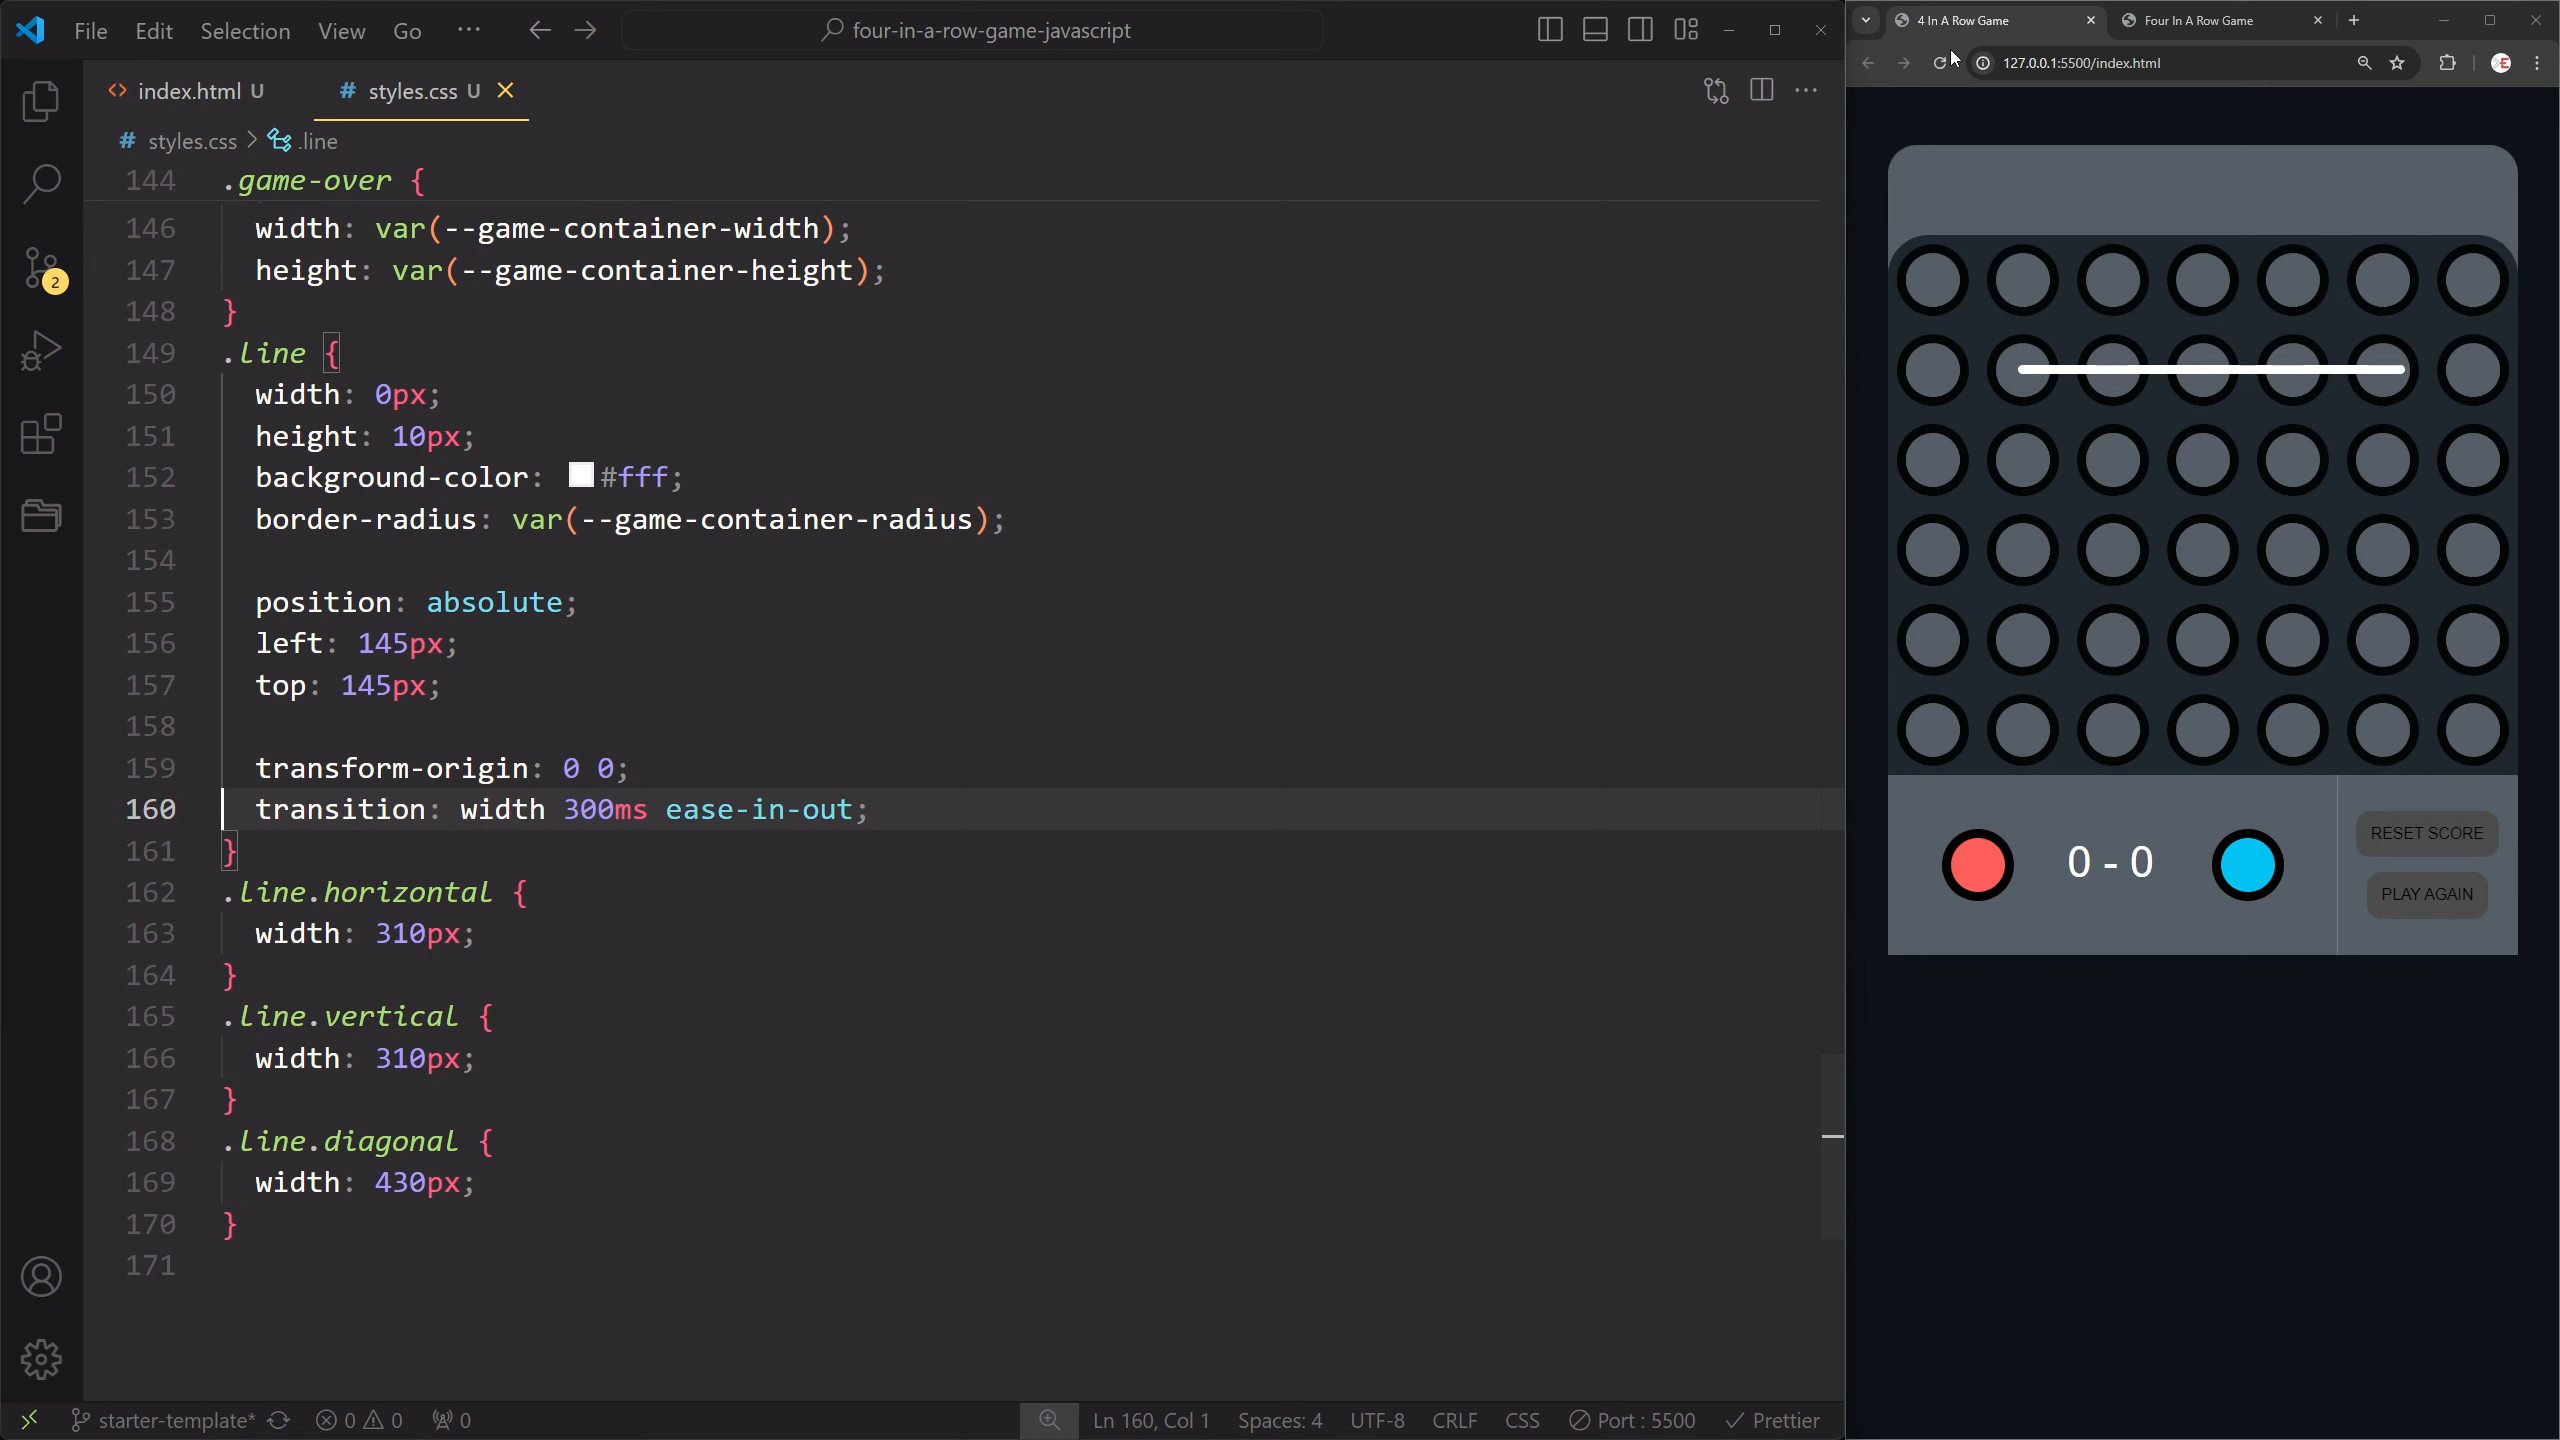 File Edit Selection View Go ··· four-in-a-row-game-javascript
index.html U styles.css U
styles.css > .line
144 .game-over {
146 width: var(--game-container-width);
147 height: var(--game-container-height);
148 }
149 .line {
150 width: 0px;
151 height: 10px;
152 background-color: #fff;
153 border-radius: var(--game-container-radius);
154
155 position: absolute;
156 left: 145px;
157 top: 145px;
158
159 transform-origin: 0 0;
160 transition: width 300ms ease-in-out;
161 }
162 .line.horizontal {
163 width: 310px;
164 }
165 .line.vertical {
166 width: 310px;
167 }
168 .line.diagonal {
169 width: 430px;
170 }
171
2
starter-template* 0 0 0 Ln 160, Col 1 Spaces: 4 UTF-8 CRLF CSS Port : 5500 Prettier
4 In A Row Game Four In A Row Game
127.0.0.1:5500/index.html
0 - 0
RESET SCORE
PLAY AGAIN